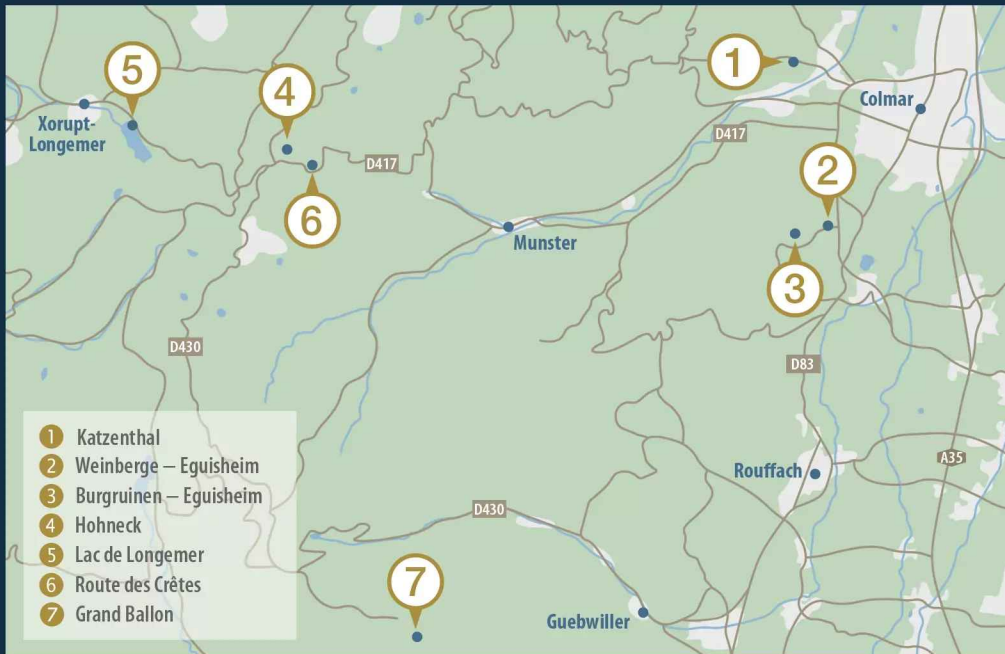 1
5
4
Colmar
Xorupt-
Longemer
D417
2
D417
6
Munster
3
D430
D83
1 Katzenthal
2 Weinberge – Eguisheim
3 Burgruinen – Eguisheim
4 Hohneck
5 Lac de Longemer
6 Route des Crêtes
7 Grand Ballon
A35
Rouffach
D430
7
Guebwiller